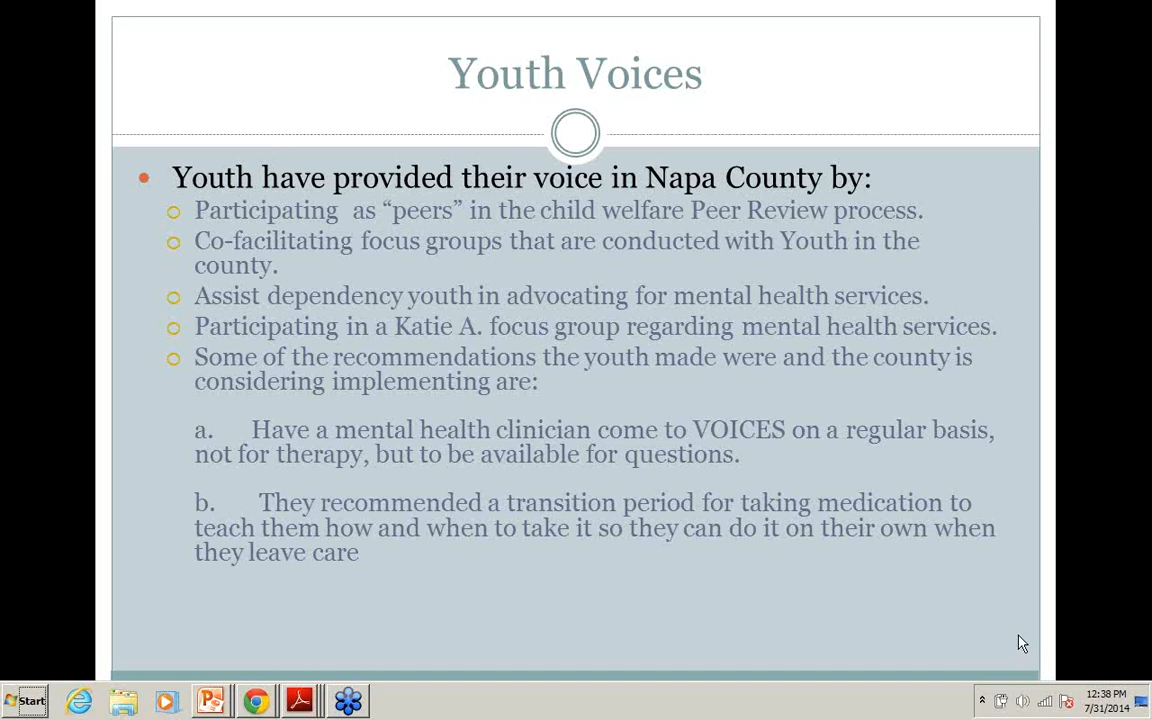 Youth Voices
Youth have provided their voice in Napa County by:
Participating as “peers” in the child welfare Peer Review process.
Co-facilitating focus groups that are conducted with Youth in the
county.
Assist dependency youth in advocating for mental health services.
Participating in a Katie A. focus group regarding mental health services.
Some of the recommendations the youth made were and the county is
considering implementing are:
a. Have a mental health clinician come to VOICES on a regular basis,
not for therapy, but to be available for questions.
b. They recommended a transition period for taking medication to
teach them how and when to take it so they can do it on their own when
they leave care
Start
12:38 PM
7/31/2014